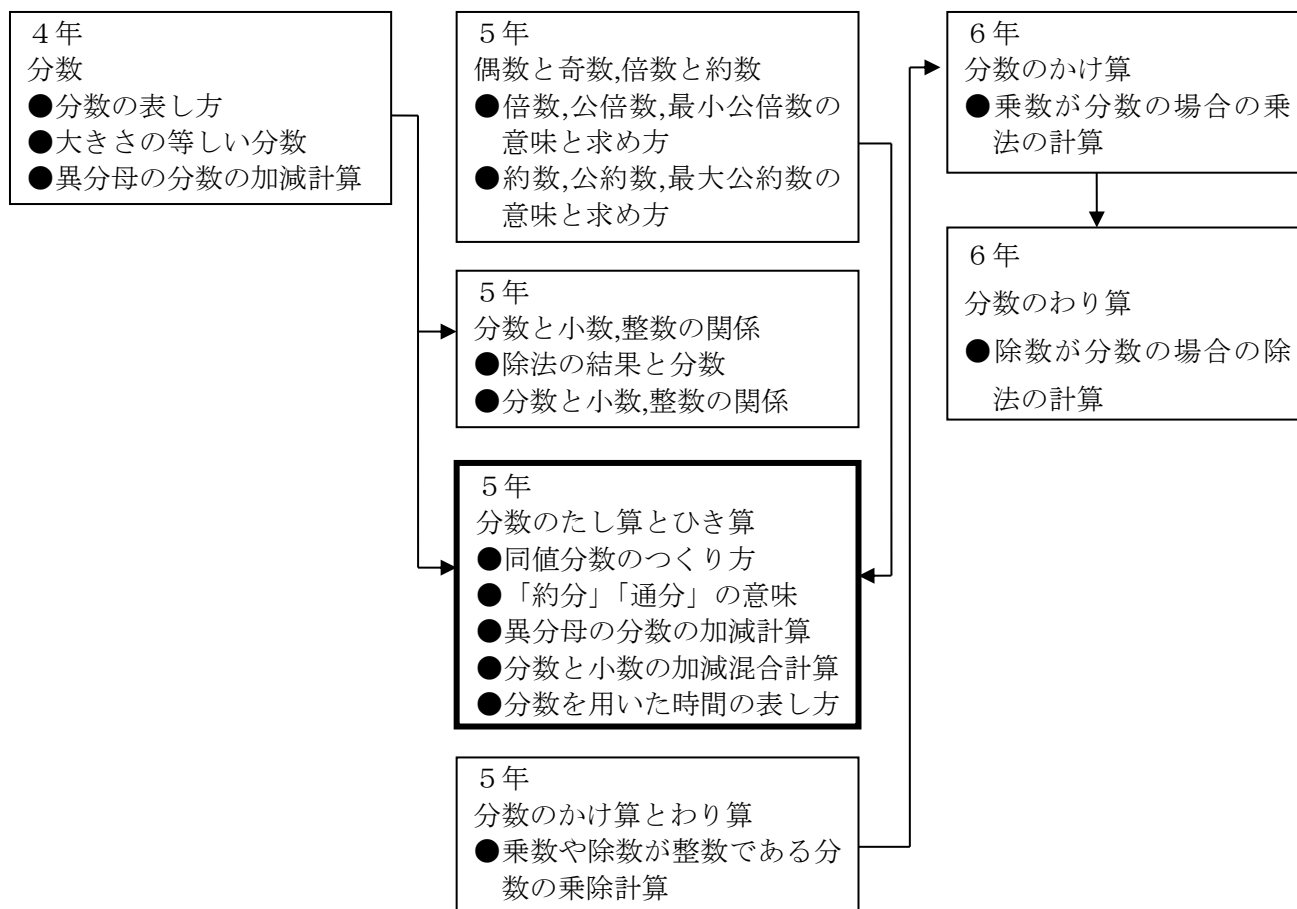 ４年
分数
●分数の表し方
●大きさの等しい分数
●異分母の分数の加減計算
５年
偶数と奇数,倍数と約数
●倍数,公倍数,最小公倍数の
意味と求め方
●約数,公約数,最大公約数の
意味と求め方
５年
分数と小数,整数の関係
●除法の結果と分数
●分数と小数,整数の関係
５年
分数のたし算とひき算
●同値分数のつくり方
●「約分」「通分」の意味
●異分母の分数の加減計算
●分数と小数の加減混合計算
●分数を用いた時間の表し方
５年
分数のかけ算とわり算
●乗数や除数が整数である分
数の乗除計算
６年
分数のかけ算
●乗数が分数の場合の乗
法の計算
６年
分数のわり算
●除数が分数の場合の除
法の計算